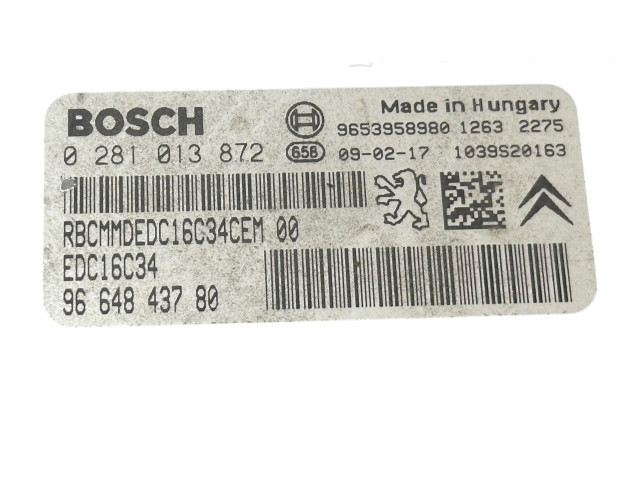 BOSCH
Made in Hungary
9653958980 1263 2275
0 281 013 872 656 09-02-17 1039S20163
RBCMMDEDC16C34CEM 00
EDC16C34
96 648 437 80